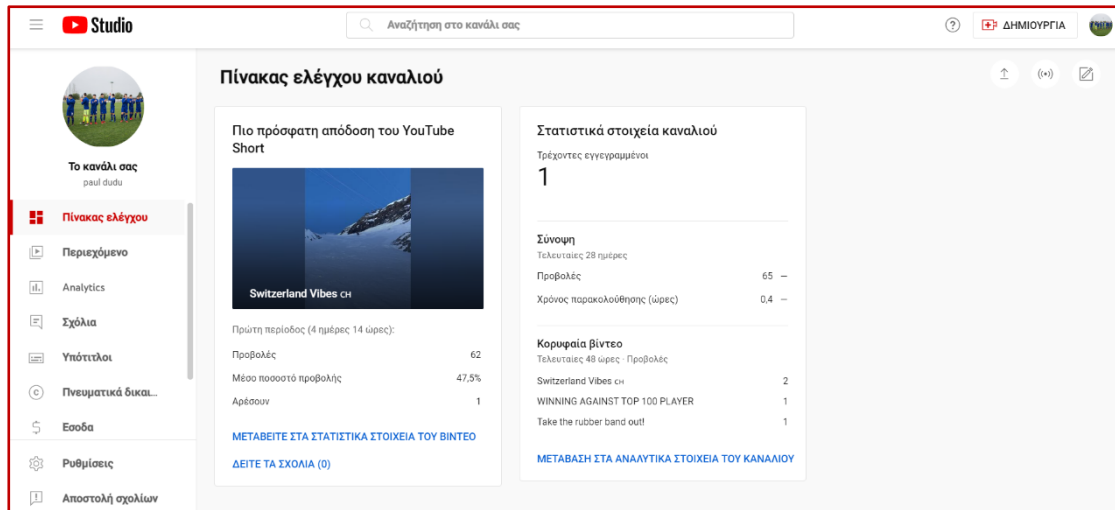 Studio
Αναζήτηση στο κανάλι σας
ΔΗΜΙΟΥΡΓΙΑ
Το κανάλι σας
paul dudu
Πίνακας ελέγχου
Περιεχόμενο
Analytics
Σχόλια
Υπότιτλοι
Πνευματικά δικαι...
Έσοδα
Ρυθμίσεις
Αποστολή σχολίων
Πίνακας ελέγχου καναλιού
Πιο πρόσφατη απόδοση του YouTube
Short
Switzerland Vibes CH
Πρώτη περίοδος (4 ημέρες 14 ώρες):
Προβολές 62
Μέσο ποσοστό προβολής 47,5%
Αρέσουν 1
ΜΕΤΑΒΕΙΤΕ ΣΤΑ ΣΤΑΤΙΣΤΙΚΑ ΣΤΟΙΧΕΙΑ ΤΟΥ ΒΙΝΤΕΟ
ΔΕΙΤΕ ΤΑ ΣΧΟΛΙΑ (0)
Στατιστικά στοιχεία καναλιού
Τρέχοντες εγγεγραμμένοι
1
Σύνοψη
Τελευταίες 28 ημέρες
Προβολές 65 —
Χρόνος παρακολούθησης (ώρες) 0,4 —
Κορυφαία βίντεο
Τελευταίες 48 ώρες · Προβολές
Switzerland Vibes CH 2
WINNING AGAINST TOP 100 PLAYER 1
Take the rubber band out! 1
ΜΕΤΑΒΑΣΗ ΣΤΑ ΑΝΑΛΥΤΙΚΑ ΣΤΟΙΧΕΙΑ ΤΟΥ ΚΑΝΑΛΙΟΥ